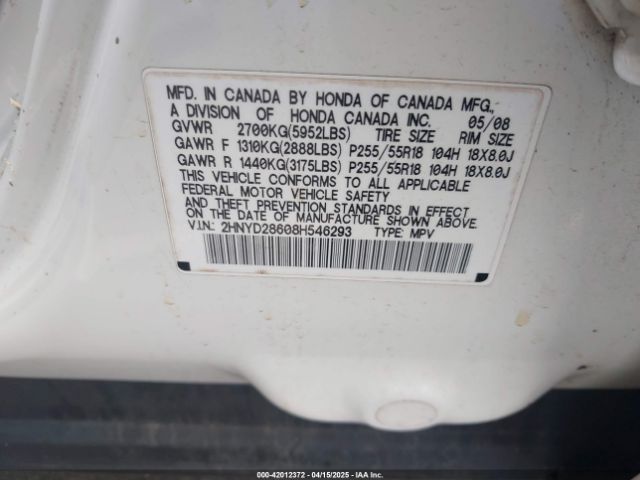 MFD. IN CANADA BY HONDA OF CANADA MFG.,
A DIVISION OF HONDA CANADA INC. 05/08
GVWR 2700KG(5952LBS) TIRE SIZE RIM SIZE
GAWR F 1310KG(2888LBS) P255/55R18 104H 18X8.0J
GAWR R 1440KG(3175LBS) P255/55R18 104H 18X8.0J
THIS VEHICLE CONFORMS TO ALL APPLICABLE
FEDERAL MOTOR VEHICLE SAFETY
AND THEFT PREVENTION STANDARDS IN EFFECT
ON THE DATE OF MANUFACTURE SHOWN ABOVE.
V.I.N.: 2HNYD28608H546293 TYPE: MPV
000-42012372 04/15/2025 IAA Inc.